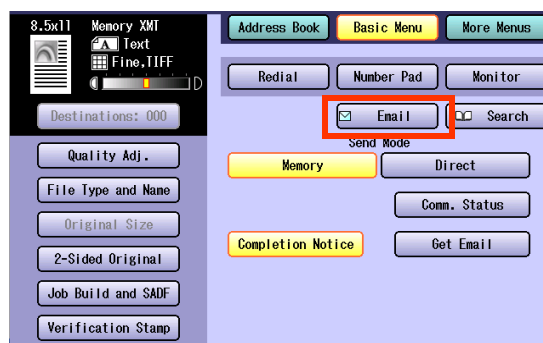 8.5x11 Memory XMT
A Text
Fine,TIFF
D
Destinations: 000
Quality Adj.
File Type and Name
Original Size
2-Sided Original
Job Build and SADF
Verification Stamp
Address Book Basic Menu More Menus
Redial Number Pad Monitor
Email Search
Send Mode
Memory Direct
Comm. Status
Completion Notice Get Email